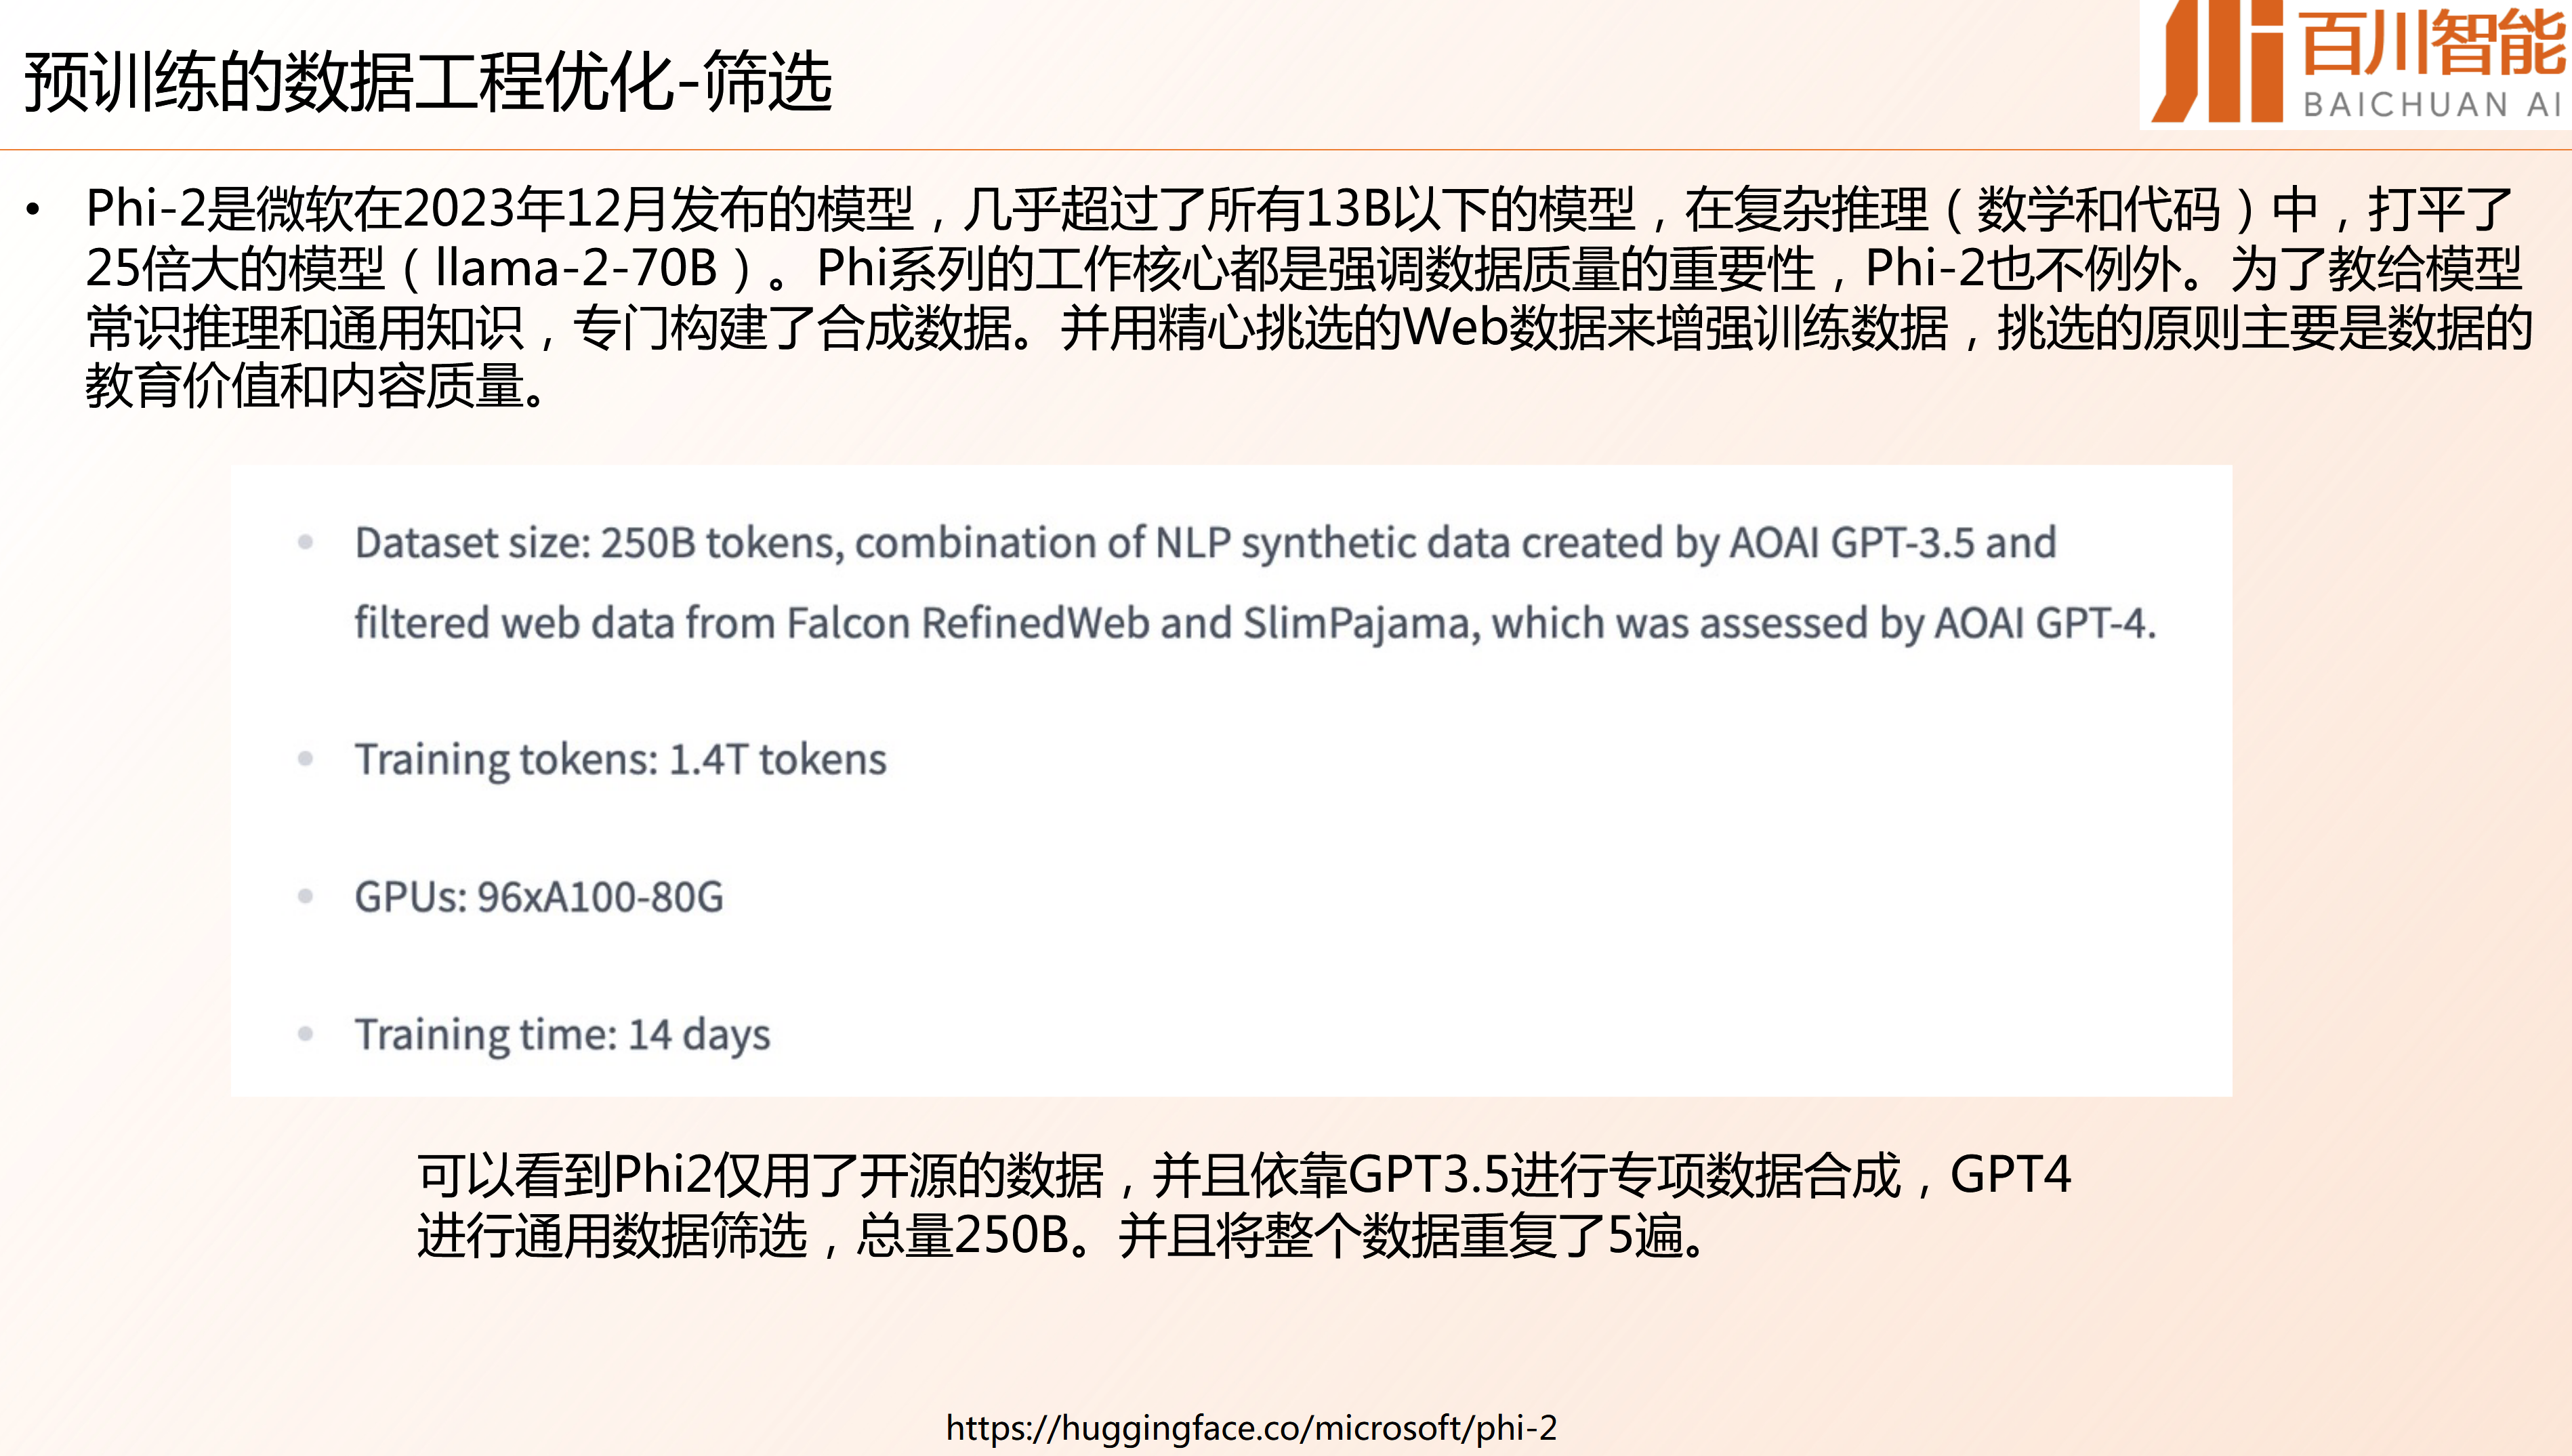 预训练的数据工程优化-筛选
百川智能
BAICHUAN AI
• Phi-2是微软在2023年12月发布的模型，几乎超过了所有13B以下的模型，在复杂推理（数学和代码）中，打平了
25倍大的模型（llama-2-70B）。Phi系列的工作核心都是强调数据质量的重要性，Phi-2也不例外。为了教给模型
常识推理和通用知识，专门构建了合成数据。并用精心挑选的Web数据来增强训练数据，挑选的原则主要是数据的
教育价值和内容质量。
• Dataset size: 250B tokens, combination of NLP synthetic data created by AOAI GPT-3.5 and
filtered web data from Falcon RefinedWeb and SlimPajama, which was assessed by AOAI GPT-4.
• Training tokens: 1.4T tokens
• GPUs: 96xA100-80G
• Training time: 14 days
可以看到Phi2仅用了开源的数据，并且依靠GPT3.5进行专项数据合成，GPT4
进行通用数据筛选，总量250B。并且将整个数据重复了5遍。
https://huggingface.co/microsoft/phi-2